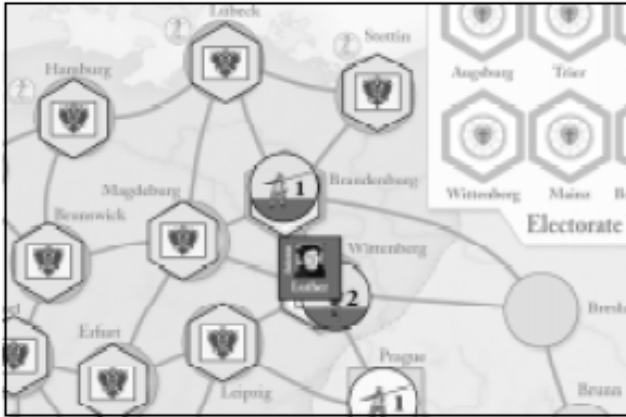 Lübeck
Stettin
Hamburg
Augsburg
Trier
Magdeburg
1
Brandenburg
Wittenberg
Mainz
Brunswick
Electorate
Wittenberg
Luther
2
Erfurt
Prague
Leipzig
1
Brunn